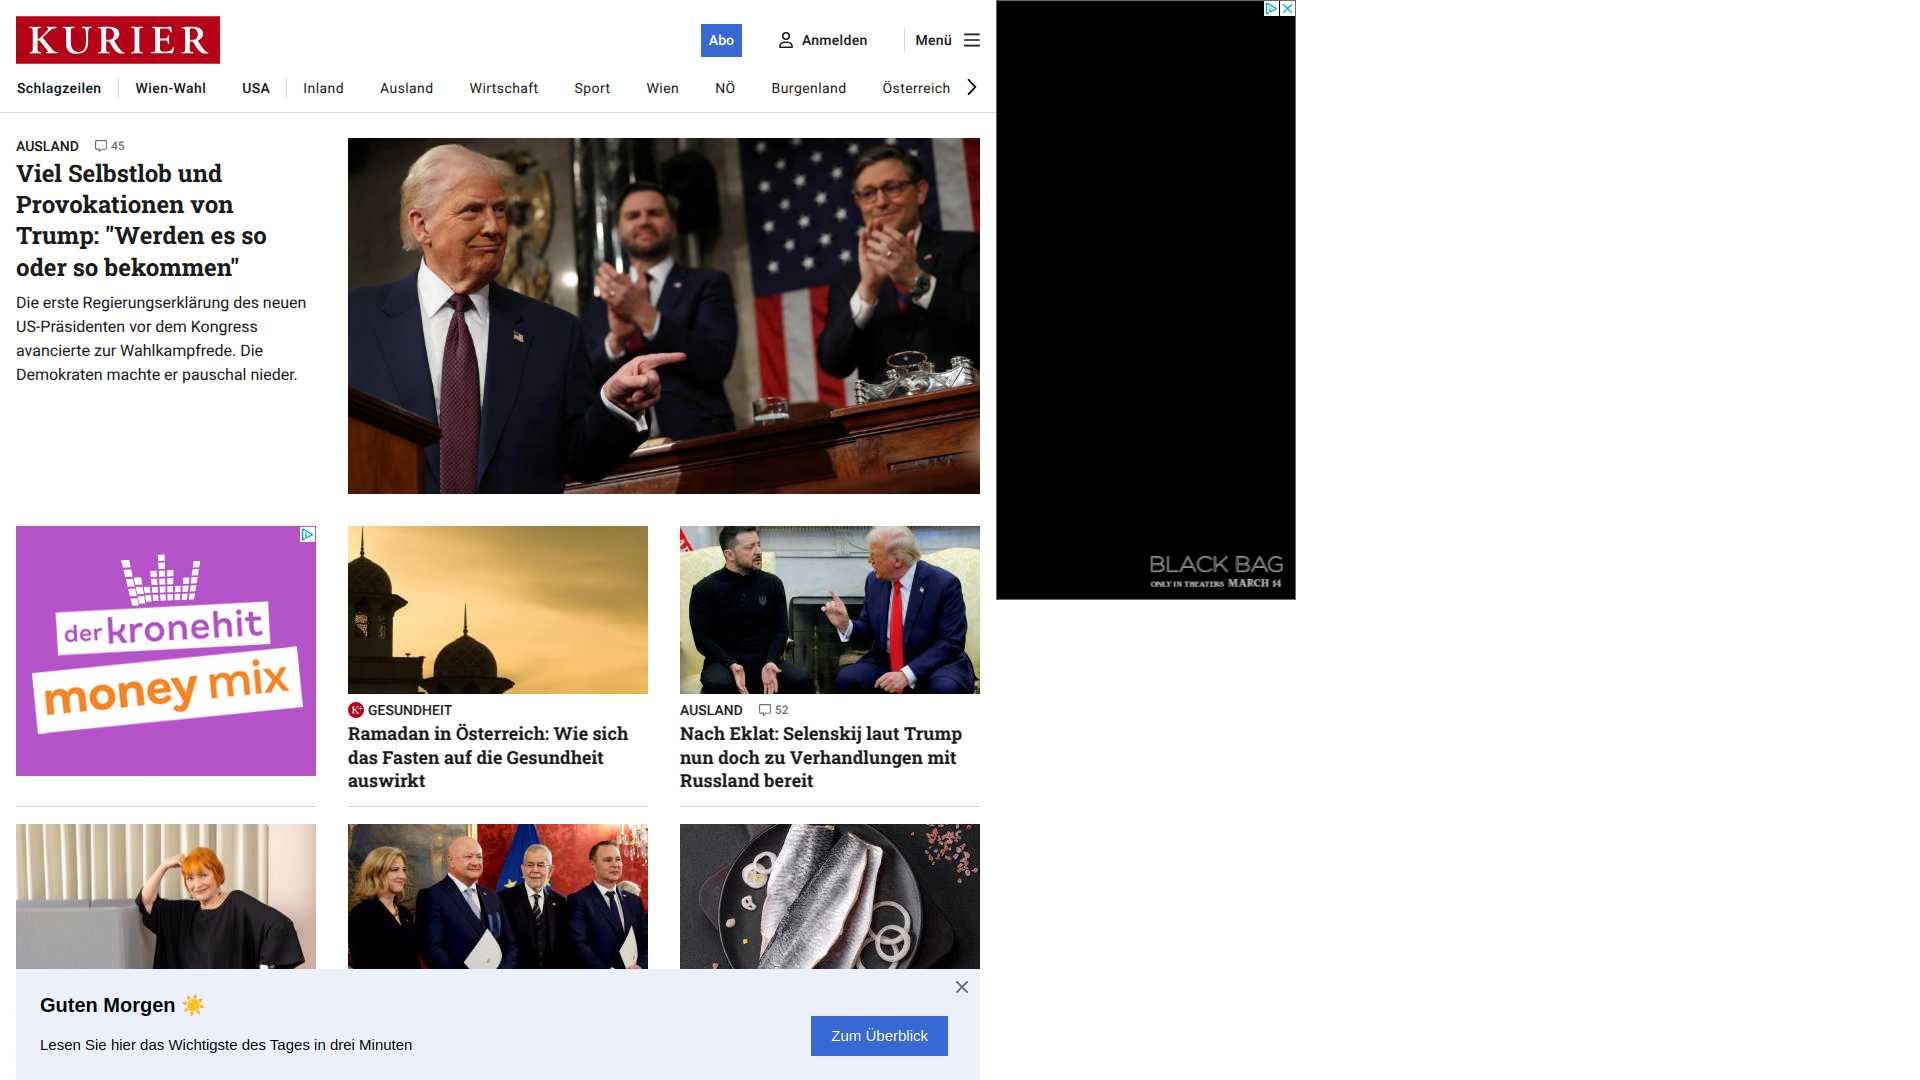 KURIER
Abo
Anmelden
Menü
Schlagzeilen
Wien-Wahl
USA
Inland
Ausland
Wirtschaft
Sport
Wien
NÖ
Burgenland
Österreich
AUSLAND 45
Viel Selbstlob und
Provokationen von
Trump: "Werden es so
oder so bekommen"
Die erste Regierungserklärung des neuen
US-Präsidenten vor dem Kongress
avancierte zur Wahlkampfrede. Die
Demokraten machte er pauschal nieder.
BLACK BAG
ONLY IN THEATERS MARCH 14
der kronehit
money mix
K+ GESUNDHEIT
Ramadan in Österreich: Wie sich
das Fasten auf die Gesundheit
auswirkt
AUSLAND 52
Nach Eklat: Selenskij laut Trump
nun doch zu Verhandlungen mit
Russland bereit
Guten Morgen ☀️
Lesen Sie hier das Wichtigste des Tages in drei Minuten
Zum Überblick